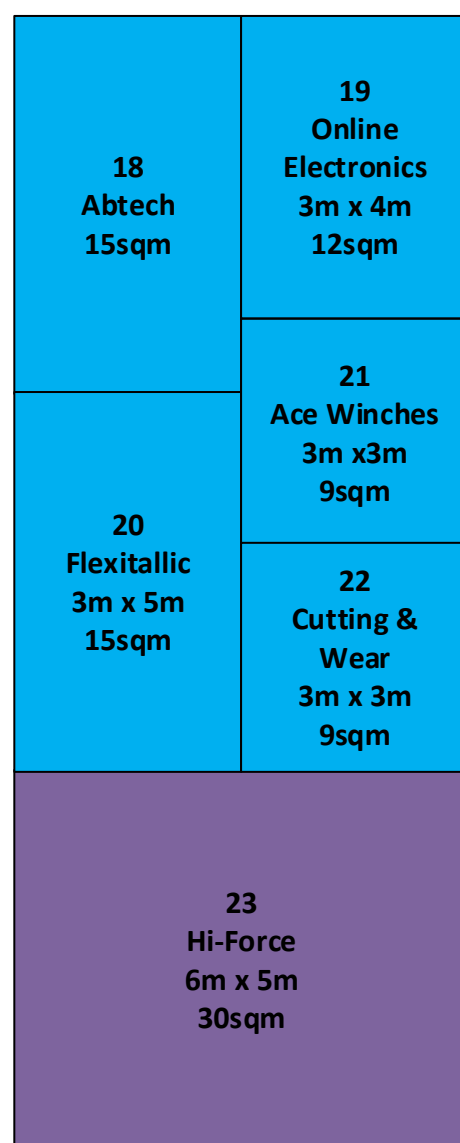 18
Abtech
15sqm
19
Online
Electronics
3m x 4m
12sqm
20
Flexitallic
3m x 5m
15sqm
21
Ace Winches
3m x3m
9sqm
22
Cutting &
Wear
3m x 3m
9sqm
23
Hi-Force
6m x 5m
30sqm